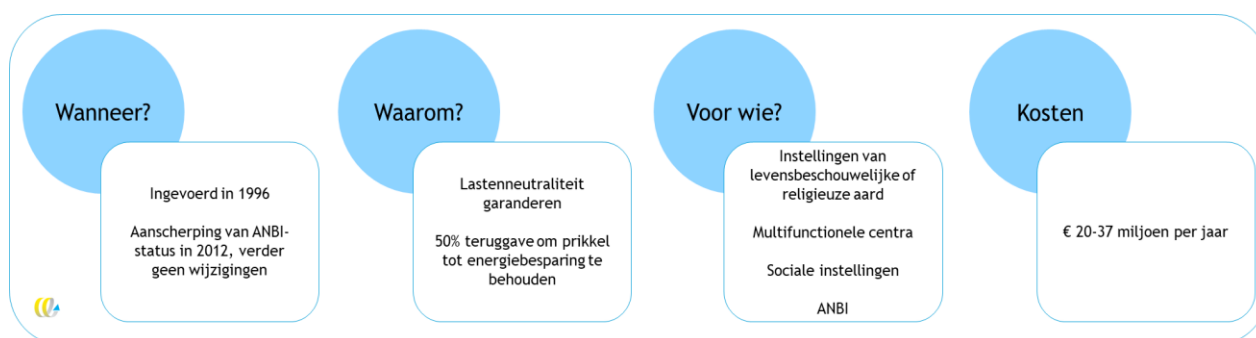 Wanneer?
Ingevoerd in 1996
Aanscherping van ANBI-
status in 2012, verder
geen wijzigingen
Waarom?
Lastenneutraliteit
garanderen
50% teruggave om prikkel
tot energiebesparing te
behouden
Voor wie?
Instellingen van
levensbeschouwelijke of
religieuze aard
Multifunctionele centra
Sociale instellingen
ANBI
Kosten
€ 20-37 miljoen per jaar